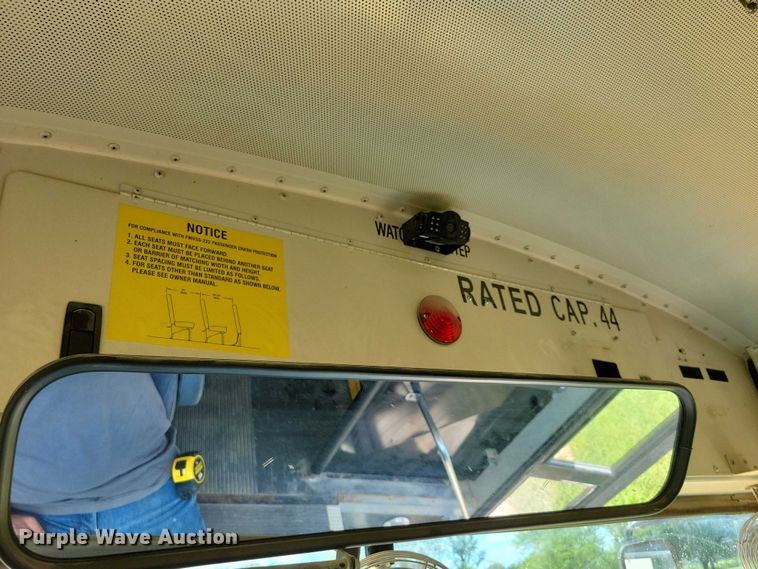 NOTICE
FOR COMPLIANCE WITH FMVSS-222 PASSENGER CRASH PROTECTION
1. ALL SEATS MUST FACE FORWARD.
2. EACH SEAT MUST BE PLACED BEHIND ANOTHER SEAT
OR BARRIER OF MATCHING WIDTH AND HEIGHT.
3. SEAT SPACING MUST BE LIMITED AS FOLLOWS.
4. FOR SEATS OTHER THAN STANDARD AS SHOWN BELOW,
PLEASE SEE OWNER MANUAL.
WATC TEP
RATED CAP. 44
Purple Wave Auction